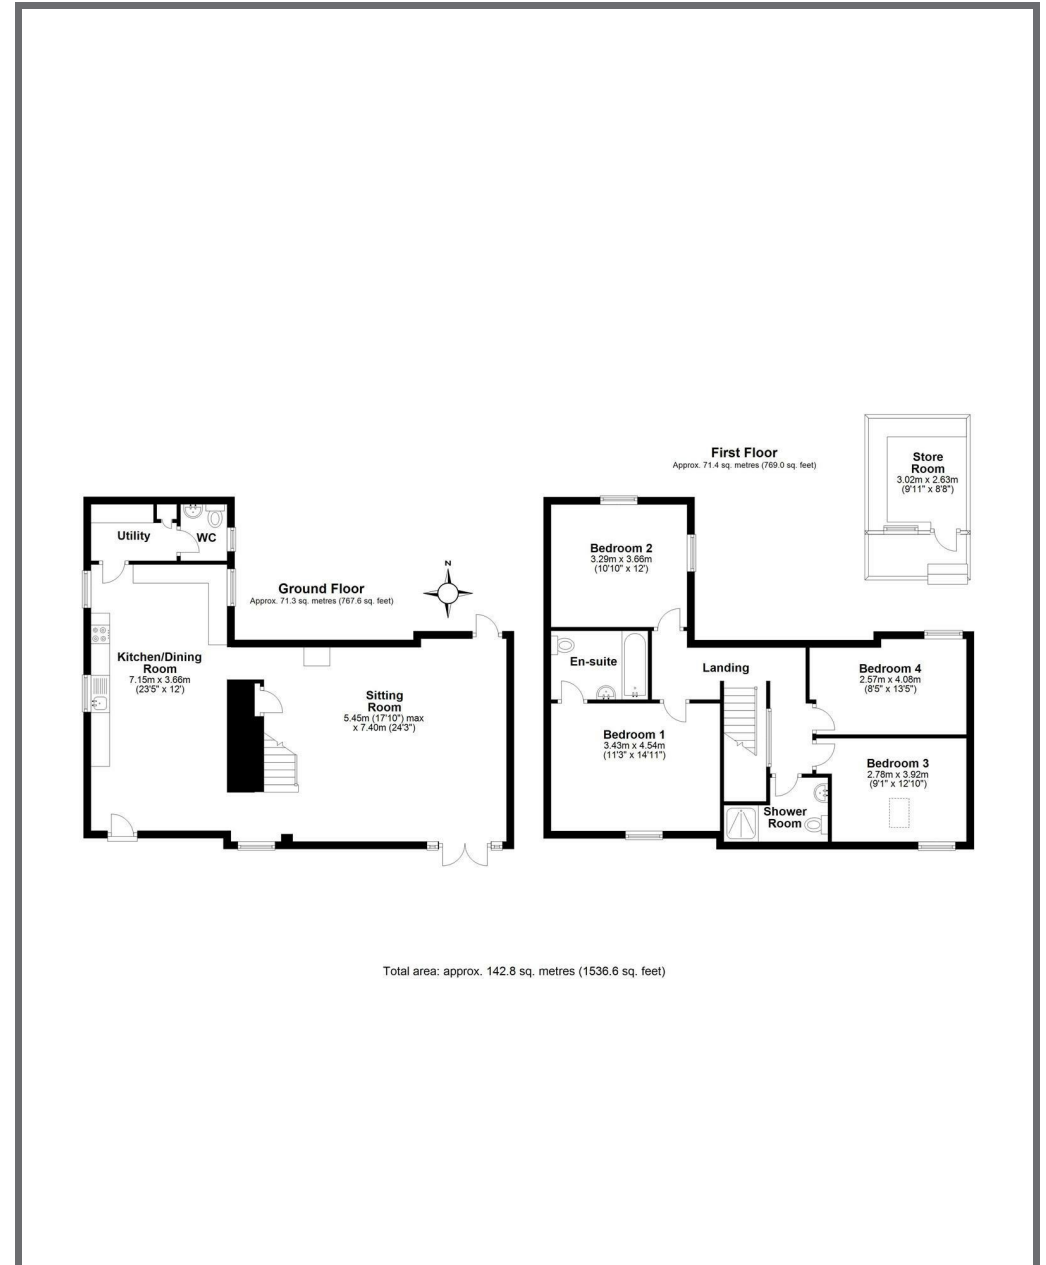 First Floor
Approx. 71.4 sq. metres (769.0 sq. feet)
Store
Room
3.02m x 2.63m
(9'11" x 8'8")
Utility
WC
Bedroom 2
3.29m x 3.66m
(10'10" x 12')
N
Ground Floor
Approx. 71.3 sq. metres (767.6 sq. feet)
Kitchen/Dining
Room
7.15m x 3.66m
(23'5" x 12')
Sitting
Room
5.45m (17'10") max
x 7.40m (24'3")
En-suite
Landing
Bedroom 4
2.57m x 4.08m
(8'5" x 13'5")
Bedroom 1
3.43m x 4.54m
(11'3" x 14'11")
Bedroom 3
2.78m x 3.92m
(9'1" x 12'10")
Shower
Room
Total area: approx. 142.8 sq. metres (1536.6 sq. feet)